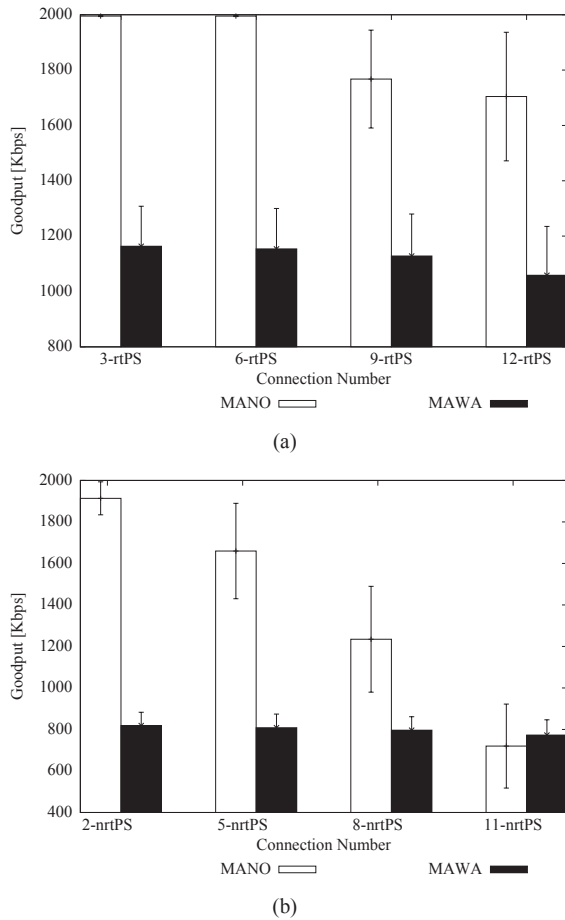 2000
1800
1600
1400
1200
1000
800
Goodput [Kbps]
3-rtPS 6-rtPS 9-rtPS 12-rtPS
Connection Number
MANO MAWA
(a)
2000
1800
1600
1400
1200
1000
800
600
400
Goodput [Kbps]
2-nrtPS 5-nrtPS 8-nrtPS 11-nrtPS
Connection Number
MANO MAWA
(b)